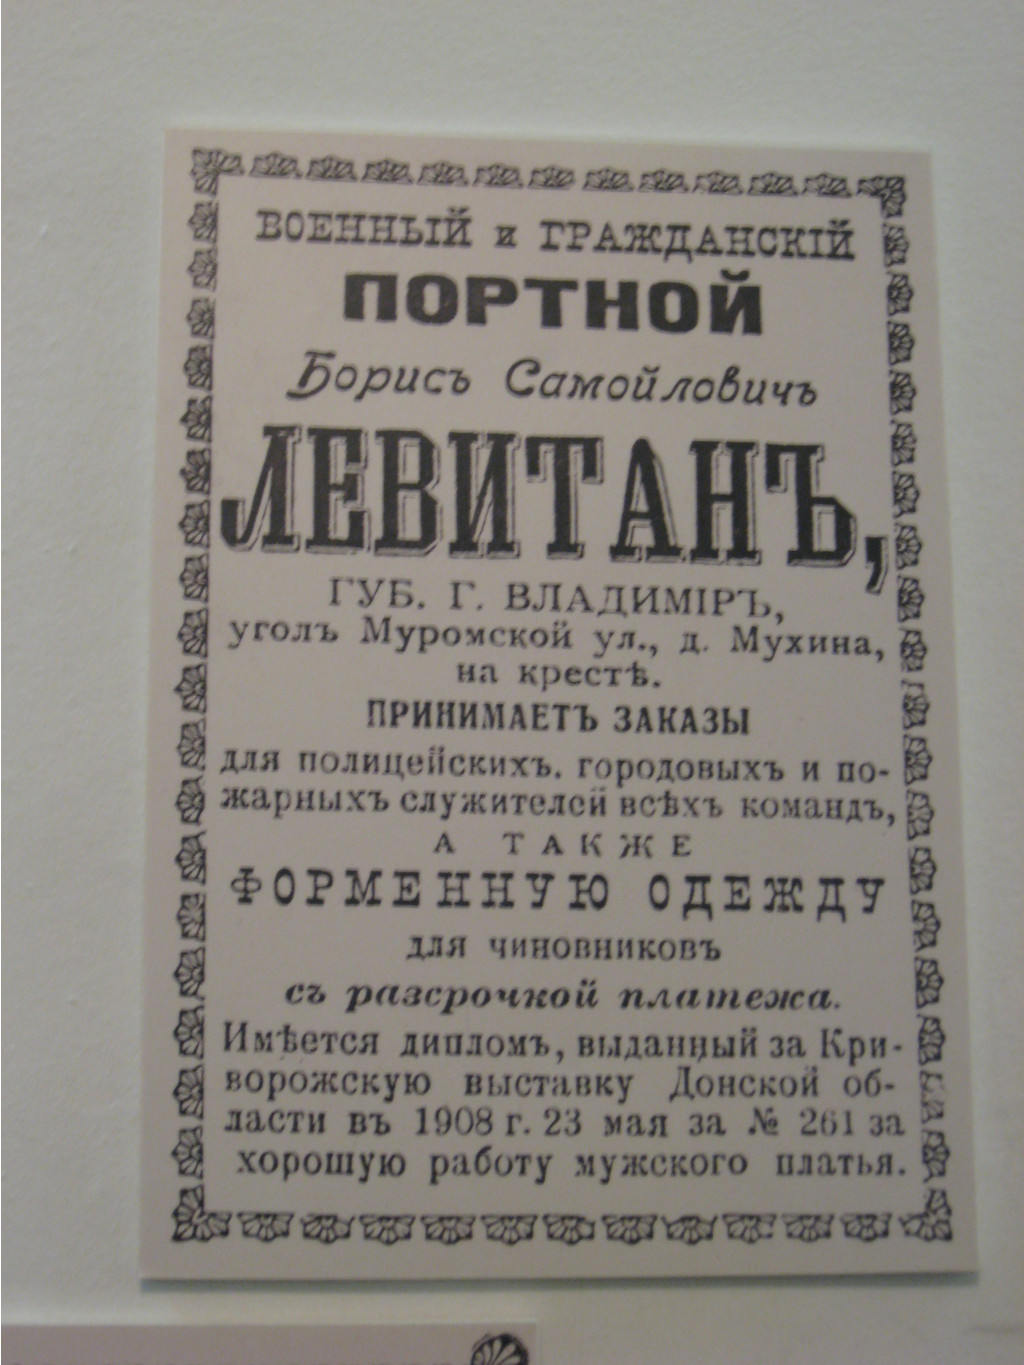 ВОЕННЫЙ и ГРАЖДАНСКІЙ
ПОРТНОЙ
Борисъ Самойловичъ
ЛЕВИТАНЪ,
ГУБ. Г. ВЛАДИМІРЪ,
уголъ Муромской ул., д. Мухина,
на крестѣ.
ПРИНИМАЕТЪ ЗАКАЗЫ
для полицейскихъ. городовыхъ и по-
жарныхъ служителей всѣхъ командъ,
А ТАКЖЕ
ФОРМЕННУЮ ОДЕЖДУ
для чиновниковъ
съ разсрочкой платежа.
Имѣется дипломъ, выданный за Кри-
ворожскую выставку Донской об-
ласти въ 1908 г. 23 мая за № 261 за
хорошую работу мужского платья.